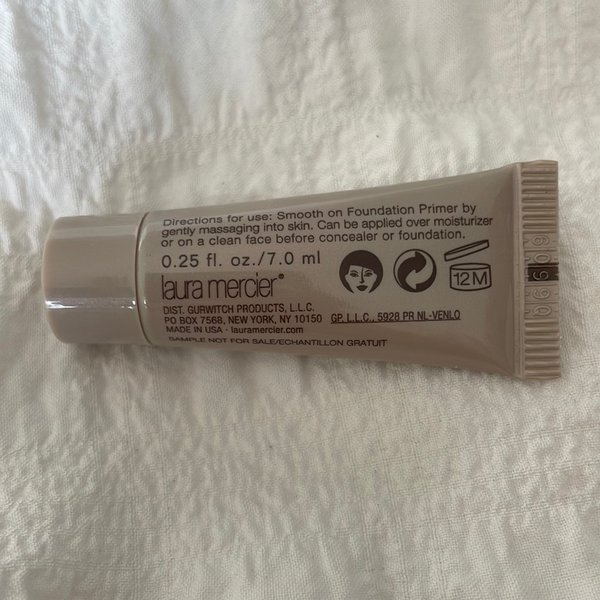 Directions for use: Smooth on Foundation Primer by
gently massaging into skin. Can be applied over moisturizer
or on a clean face before concealer or foundation.
0.25 fl. oz./7.0 ml
laura mercier®
12M
DIST. GURWITCH PRODUCTS, L.L.C.
PO BOX 7568, NEW YORK, NY 10150
GP, L.L.C., 5928 PR NL-VENLO
MADE IN USA · lauramercier.com
SAMPLE NOT FOR SALE/ECHANTILLON GRATUIT